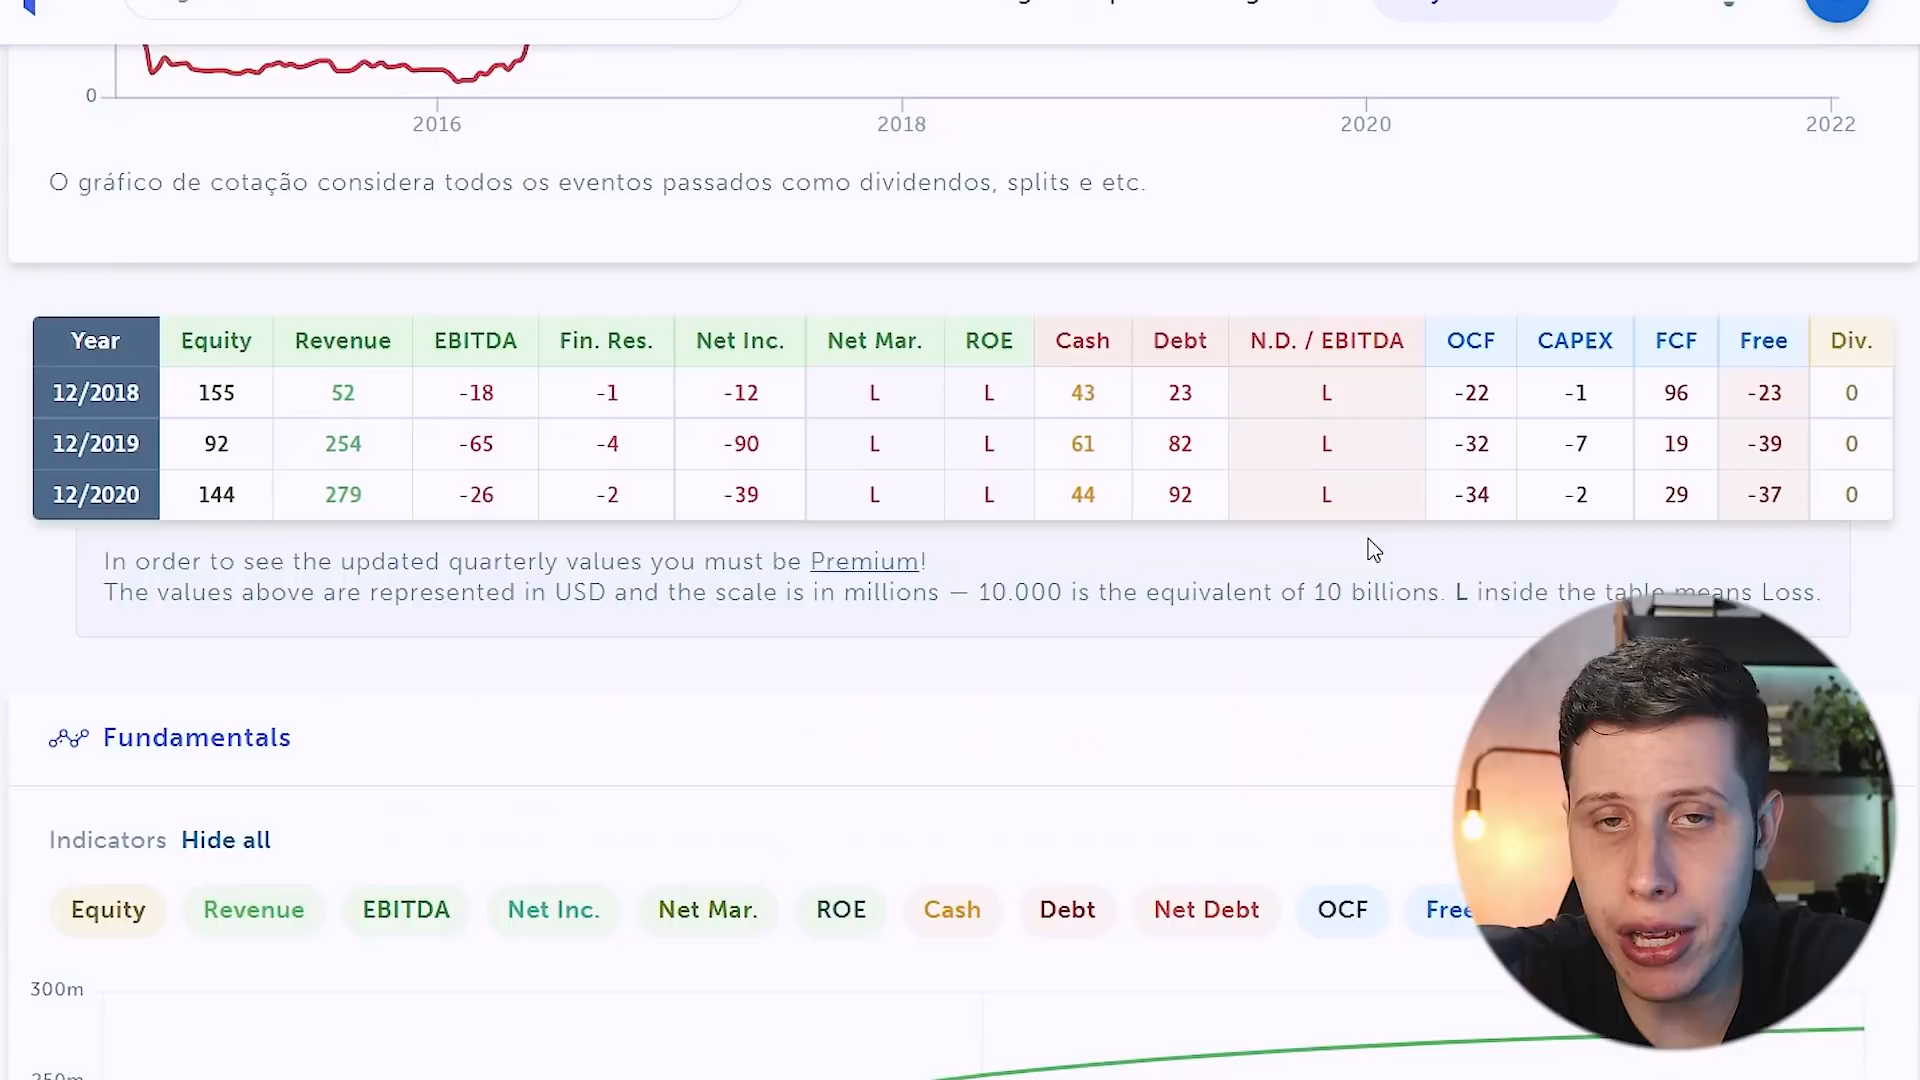 0
2016 2018 2020 2022
O gráfico de cotação considera todos os eventos passados como dividendos, splits e etc.
Year Equity Revenue EBITDA Fin. Res. Net Inc. Net Mar. ROE Cash Debt N.D. / EBITDA OCF CAPEX FCF Free Div.
12/2018 155 52 -18 -1 -12 L L 43 23 L -22 -1 96 -23 0
12/2019 92 254 -65 -4 -90 L L 61 82 L -32 -7 19 -39 0
12/2020 144 279 -26 -2 -39 L L 44 92 L -34 -2 29 -37 0
In order to see the updated quarterly values you must be Premium!
The values above are represented in USD and the scale is in millions — 10.000 is the equivalent of 10 billions. L inside the table means Loss.
Fundamentals
Indicators Hide all
Equity Revenue EBITDA Net Inc. Net Mar. ROE Cash Debt Net Debt OCF Free
300m
250m